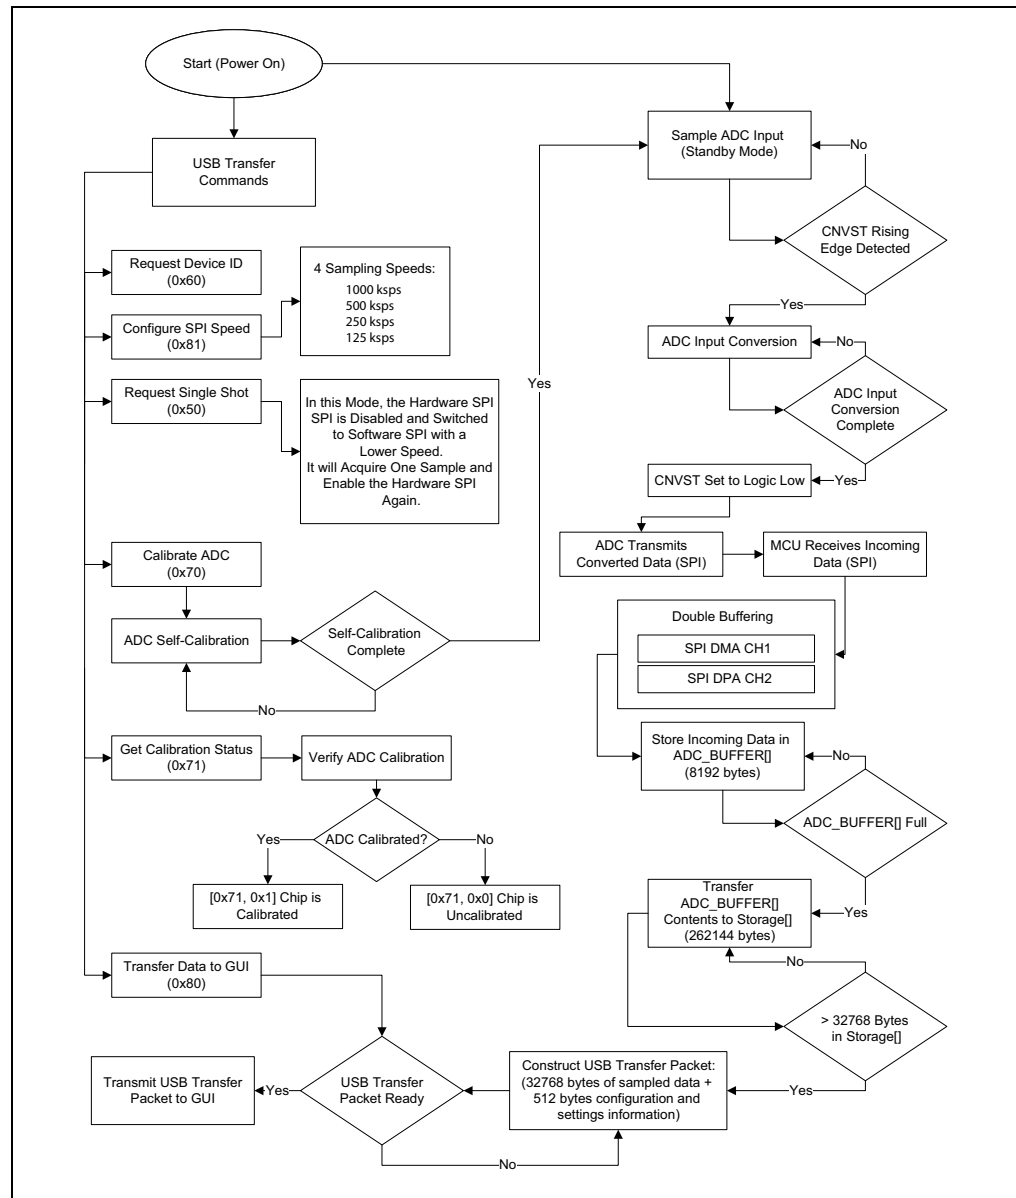 Start (Power On)
USB Transfer
Commands
Request Device ID
(0x60)
Configure SPI Speed
(0x81)
4 Sampling Speeds:
1000 ksps
500 ksps
250 ksps
125 ksps
Request Single Shot
(0x50)
In this Mode, the Hardware SPI
SPI is Disabled and Switched
to Software SPI with a
Lower Speed.
It will Acquire One Sample and
Enable the Hardware SPI
Again.
Calibrate ADC
(0x70)
ADC Self-Calibration
Self-Calibration
Complete
No
Yes
Get Calibration Status
(0x71)
Verify ADC Calibration
ADC Calibrated?
Yes
No
[0x71, 0x1] Chip is
Calibrated
[0x71, 0x0] Chip is
Uncalibrated
Transfer Data to GUI
(0x80)
Transmit USB Transfer
Packet to GUI
Yes
USB Transfer
Packet Ready
No
Sample ADC Input
(Standby Mode)
No
CNVST Rising
Edge Detected
Yes
ADC Input Conversion
No
ADC Input
Conversion
Complete
Yes
CNVST Set to Logic Low
ADC Transmits
Converted Data (SPI)
MCU Receives Incoming
Data (SPI)
Double Buffering
SPI DMA CH1
SPI DPA CH2
Store Incoming Data in
ADC_BUFFER[]
(8192 bytes)
No
ADC_BUFFER[] Full
Yes
Transfer
ADC_BUFFER[]
Contents to Storage[]
(262144 bytes)
No
> 32768 Bytes
in Storage[]
Yes
Construct USB Transfer Packet:
(32768 bytes of sampled data +
512 bytes configuration and
settings information)